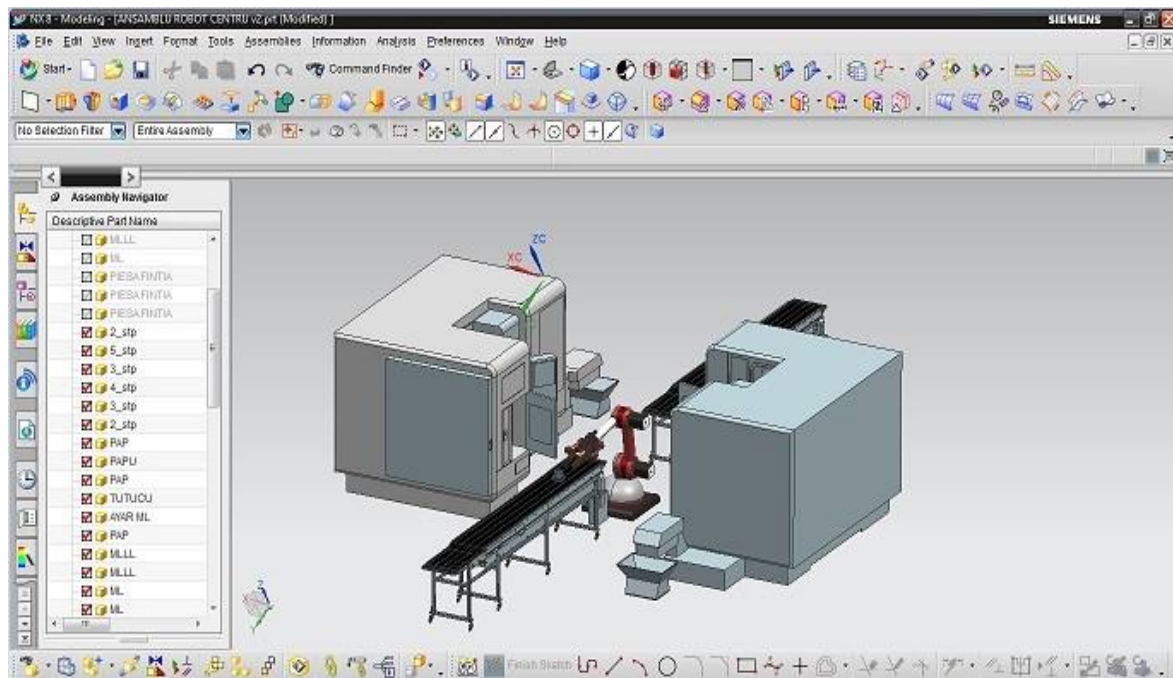 NX 8 - Modeling - [ANSAMBLU ROBOT CENTRU v2.prt (Modified) ]
SIEMENS
File Edit View Insert Format Tools Assemblies Information Analysis Preferences Window Help
Start Command Finder
No Selection Filter Entire Assembly
Assembly Navigator
Descriptive Part Name
MLLL
ML
PIESA FINTIA
PIESA FINTIA
PIESA FINTIA
2_stp
5_stp
3_stp
4_stp
3_stp
2_stp
PAP
PAPU
PAP
TUTUCU
AYAR ML
PAP
MLLL
MLLL
ML
ML
ZC
XC
Z
Finish Sketch